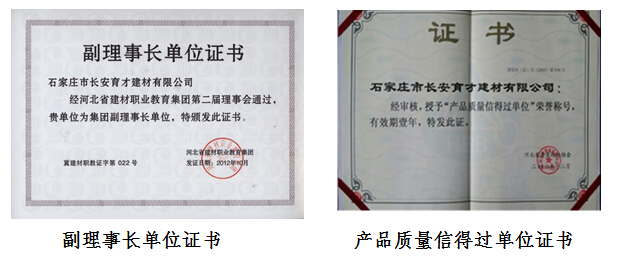 副理事长单位证书
石家庄市长安育才建材有限公司
经河北省建材职业教育集团第二届理事会通过，
贵单位为集团副理事长单位，特颁发此证书。
河北省建材职业教育集团
冀建材职教证字第 022 号
发证日期：2012年10月
证 书
石家庄市长安育才建材有限公司：
经审核，授予“产品质量信得过单位”荣誉称号，
有效期壹年，特发此证。
副理事长单位证书
产品质量信得过单位证书